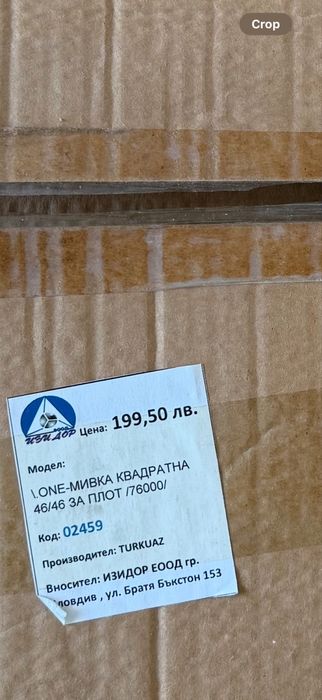 Crop
ЕООД
ИЗИДОР
Цена: 199,50 лв.
Модел:
\.ONE-МИВКА КВАДРАТНА
46/46 ЗА ПЛОТ /76000/
Код: 02459
Производител: TURKUAZ
Вносител: ИЗИДОР ЕООД гр.
ловдив , ул. Братя Бъкстон 153